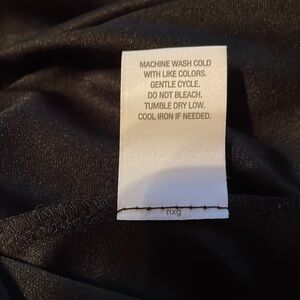 MACHINE WASH COLD
WITH LIKE COLORS.
GENTLE CYCLE.
DO NOT BLEACH.
TUMBLE DRY LOW.
COOL IRON IF NEEDED.
nxg